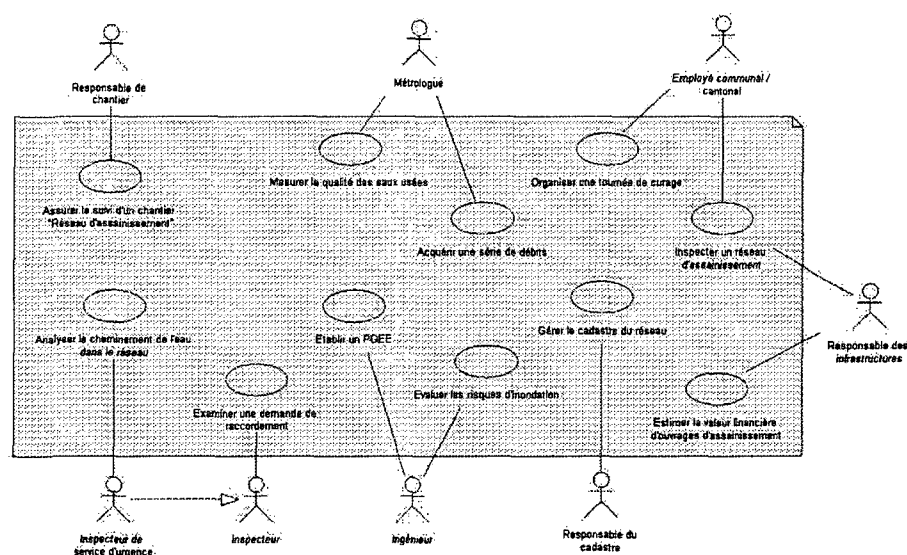 Responsable de
chantier
Métrologue
Employé communal /
cantonal
Mesurer la qualité des eaux usées
Organiser une tournée de curage
Assurer le suivi d'un chantier
"Réseau d'assainissement"
Acquérir une série de débits
Inspecter un réseau
d'assainissement
Analyser le cheminement de l'eau
dans le réseau
Etablir un PGEE
Gérer le cadastre du réseau
Responsable des
infrastructures
Examiner une demande de
raccordement
Evaluer les risques d'inondation
Estimer la valeur financière
d'ouvrages d'assainissement
Inspecteur de
service d'urgence
Inspecteur
Ingénieur
Responsable du
cadastre